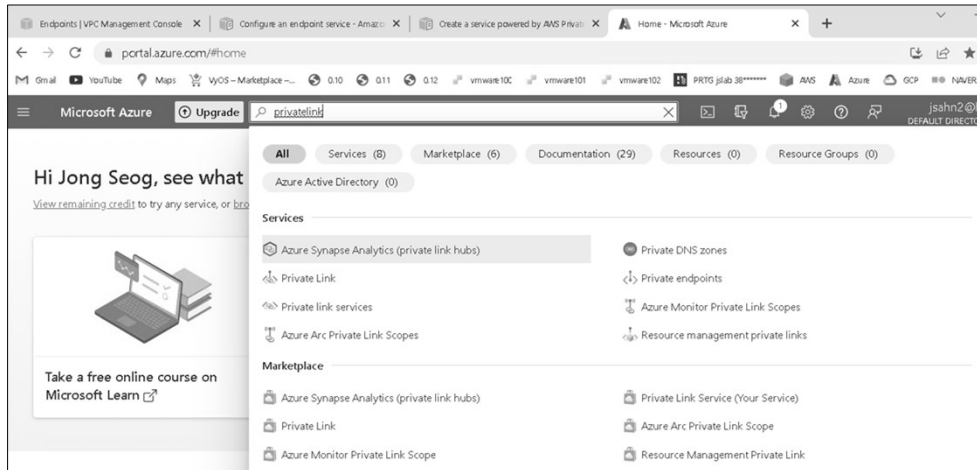 Endpoints | VPC Management Console
Configure an endpoint service - Amazo
Create a service powered by AWS Privat
Home - Microsoft Azure
portal.azure.com/#home
Gmail YouTube Maps VyOS – Marketplace –... 0.10 0.11 0.12 vmware100 vmware101 vmware102 PRTG jslab 38******* AWS Azure GCP NAVER
Microsoft Azure Upgrade privatelink 1 jsahn2@
DEFAULT DIRECTO
All Services (8) Marketplace (6) Documentation (29) Resources (0) Resource Groups (0)
Azure Active Directory (0)
Hi Jong Seog, see what
View remaining credit to try any service, or bro
Services
Azure Synapse Analytics (private link hubs) Private DNS zones
Private Link Private endpoints
Private link services Azure Monitor Private Link Scopes
Azure Arc Private Link Scopes Resource management private links
Marketplace
Azure Synapse Analytics (private link hubs) Private Link Service (Your Service)
Private Link Azure Arc Private Link Scope
Azure Monitor Private Link Scope Resource Management Private Link
Take a free online course on
Microsoft Learn